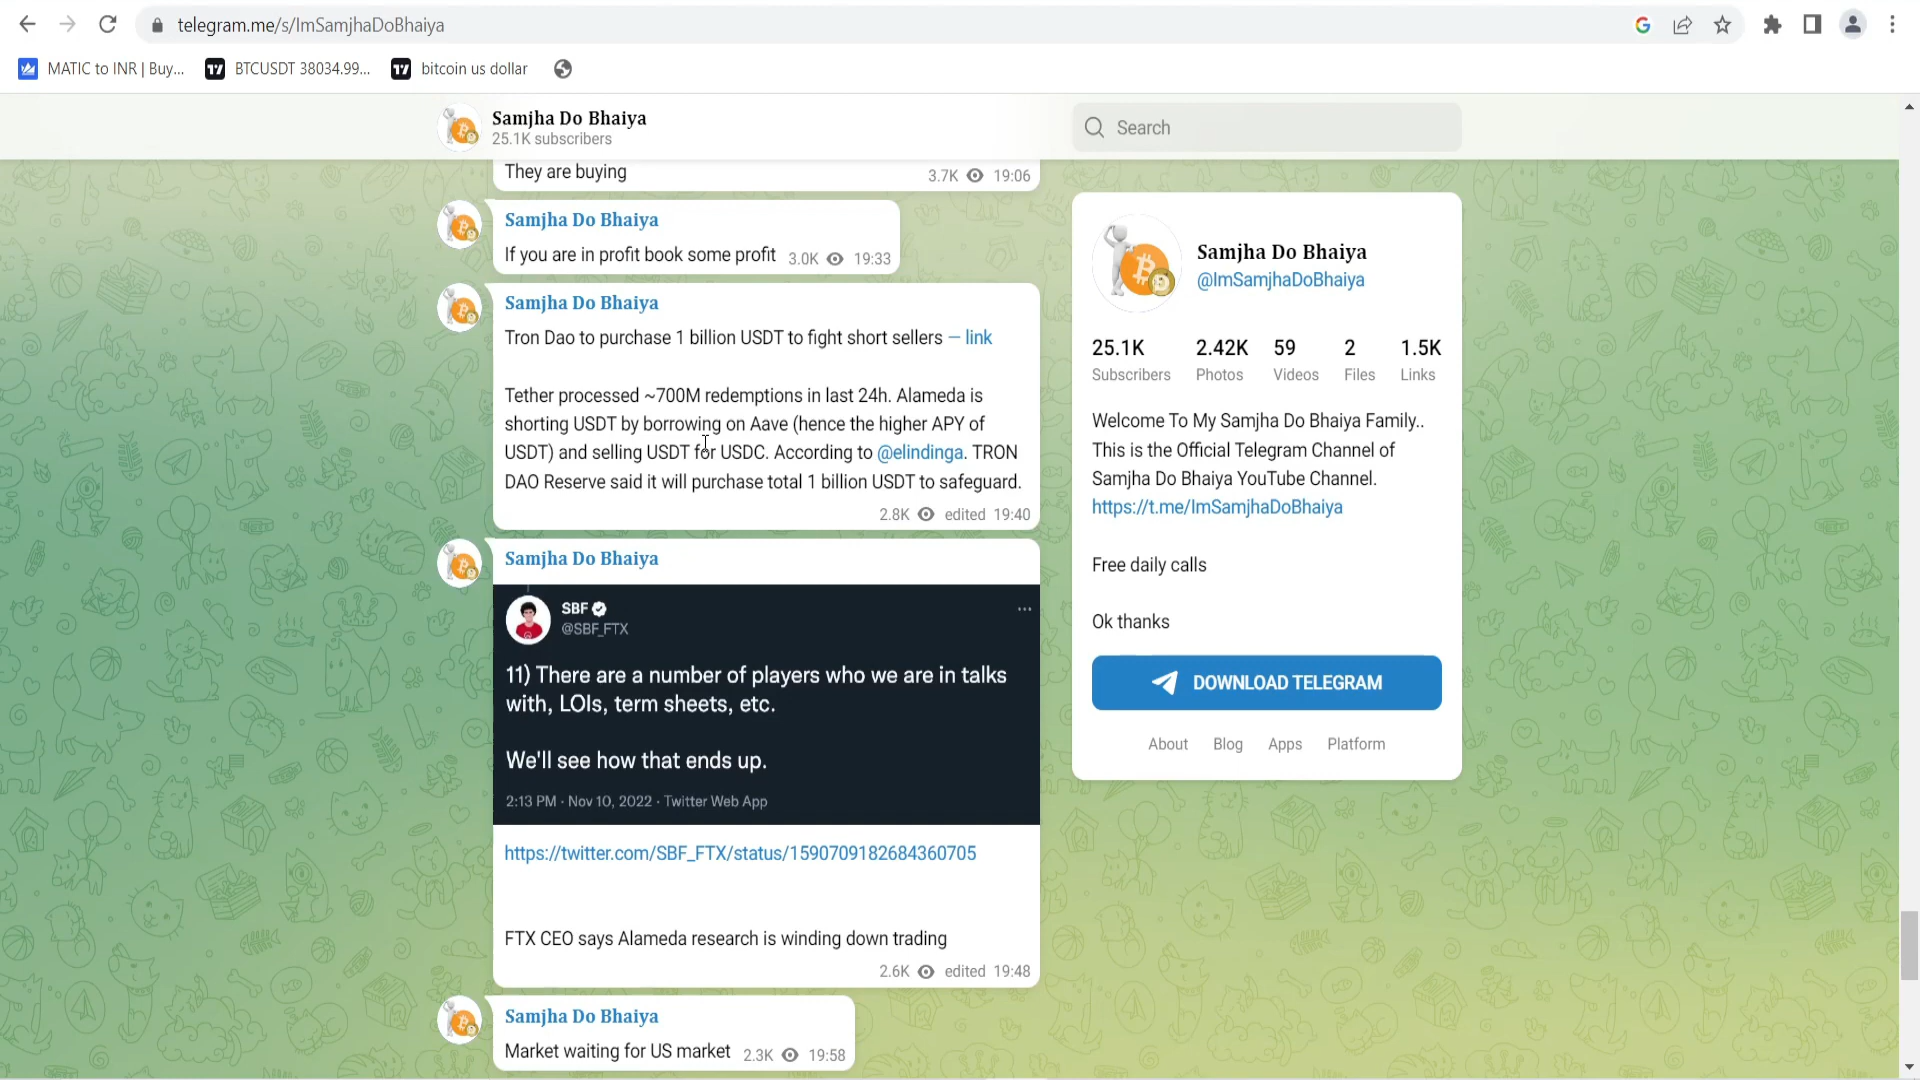 telegram.me/s/ImSamjhaDoBhaiya
MATIC to INR | Buy...
BTCUSDT 38034.99...
bitcoin us dollar
Samjha Do Bhaiya
25.1K subscribers
Search
They are buying
3.7K 19:06
Samjha Do Bhaiya
If you are in profit book some profit 3.0K 19:33
Samjha Do Bhaiya
Tron Dao to purchase 1 billion USDT to fight short sellers — link
Tether processed ~700M redemptions in last 24h. Alameda is
shorting USDT by borrowing on Aave (hence the higher APY of
USDT) and selling USDT for USDC. According to @elindinga. TRON
DAO Reserve said it will purchase total 1 billion USDT to safeguard.
2.8K edited 19:40
Samjha Do Bhaiya
SBF
@SBF_FTX
11) There are a number of players who we are in talks
with, LOIs, term sheets, etc.
We'll see how that ends up.
2:13 PM · Nov 10, 2022 · Twitter Web App
https://twitter.com/SBF_FTX/status/1590709182684360705
FTX CEO says Alameda research is winding down trading
2.6K edited 19:48
Samjha Do Bhaiya
Market waiting for US market 2.3K 19:58
Samjha Do Bhaiya
@ImSamjhaDoBhaiya
25.1K 2.42K 59 2 1.5K
Subscribers Photos Videos Files Links
Welcome To My Samjha Do Bhaiya Family..
This is the Official Telegram Channel of
Samjha Do Bhaiya YouTube Channel.
https://t.me/ImSamjhaDoBhaiya
Free daily calls
Ok thanks
DOWNLOAD TELEGRAM
About Blog Apps Platform